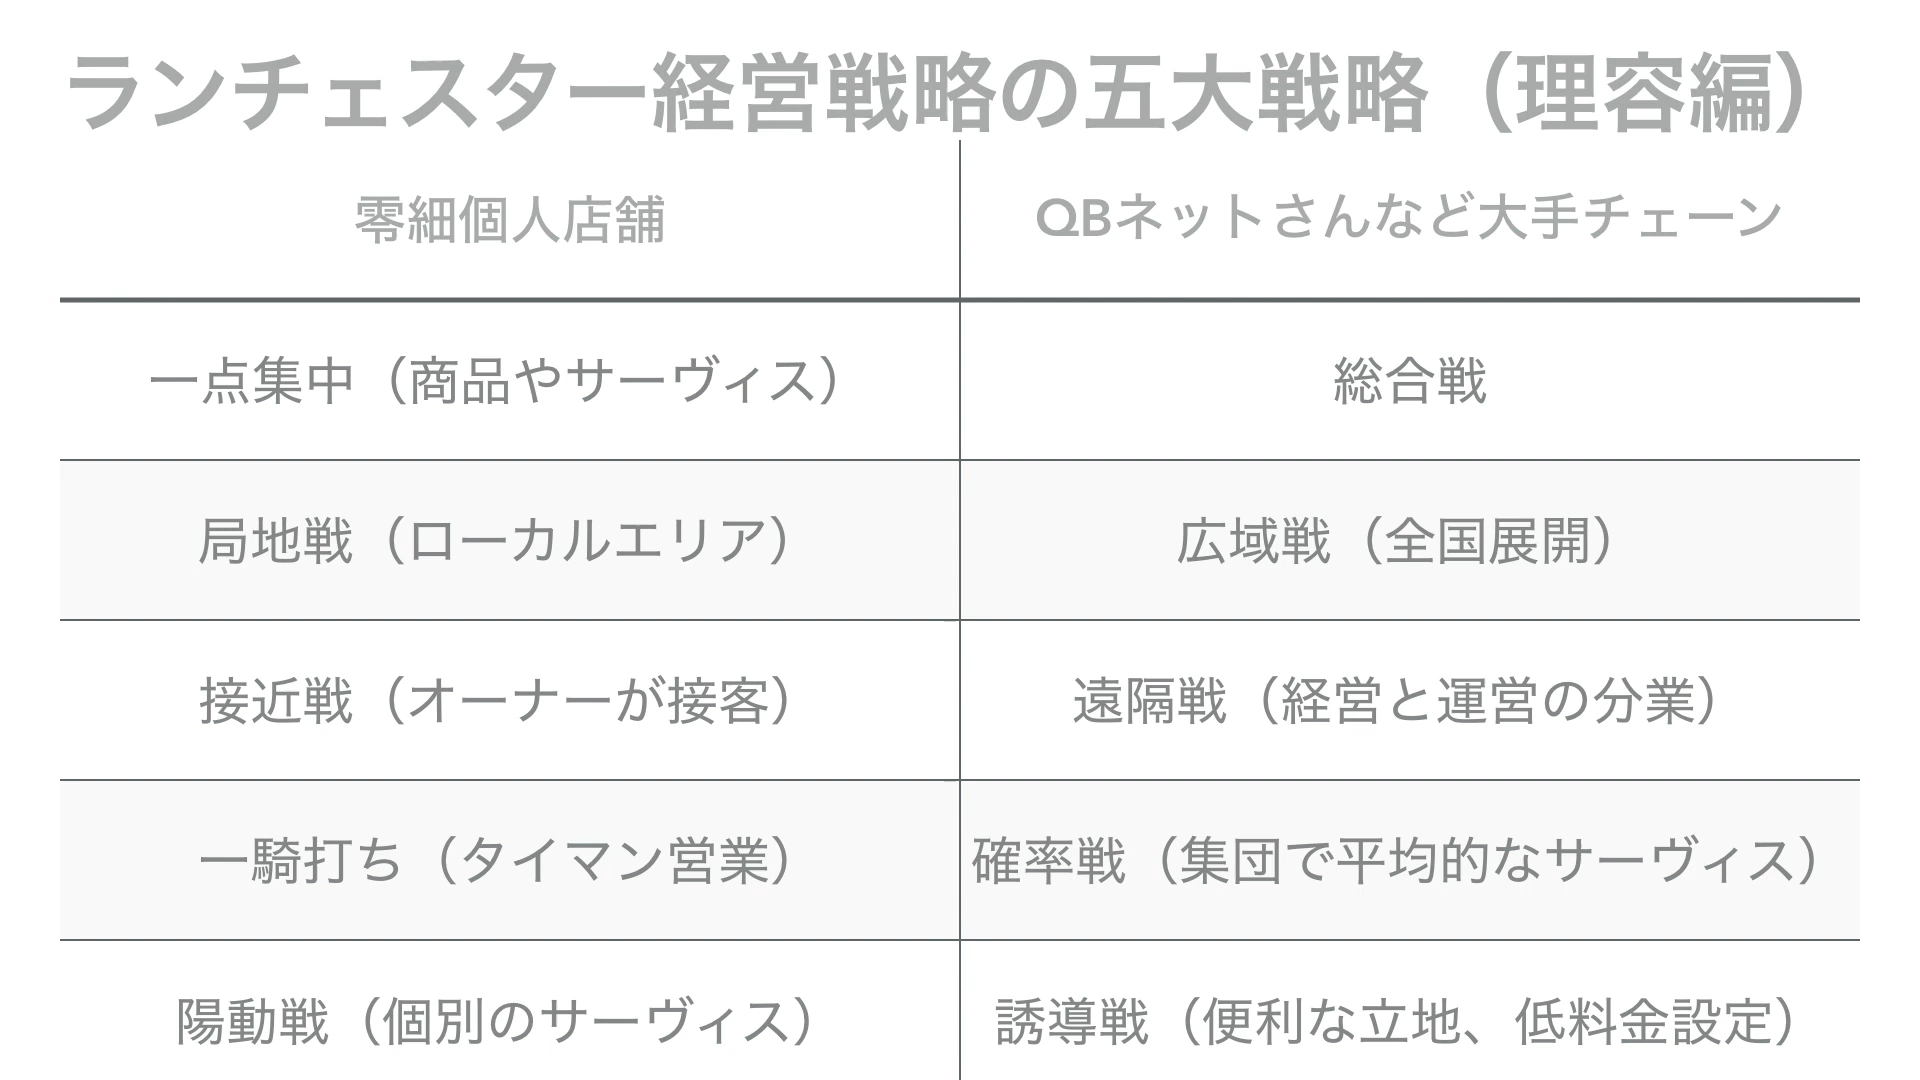 ランチェスター経営戦略の五大戦略（理容編）
零細個人店舗
QBネットさんなど大手チェーン
一点集中（商品やサーヴィス）
総合戦
局地戦（ローカルエリア）
広域戦（全国展開）
接近戦（オーナーが接客）
遠隔戦（経営と運営の分業）
一騎打ち（タイマン営業）
確率戦（集団で平均的なサーヴィス）
陽動戦（個別のサーヴィス）
誘導戦（便利な立地、低料金設定）